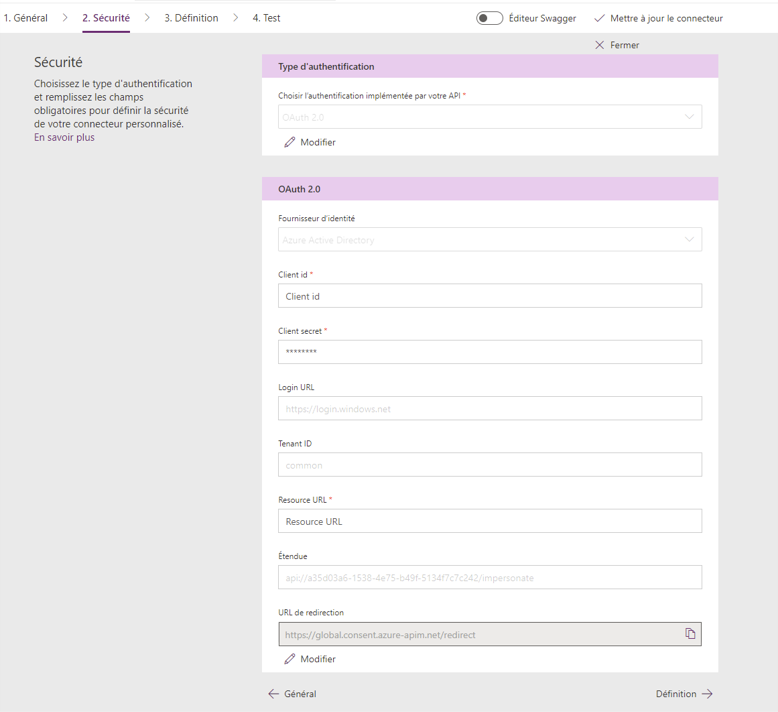 1. Général
2. Sécurité
3. Définition
4. Test
Éditeur Swagger
Mettre à jour le connecteur
Fermer
Sécurité
Choisissez le type d'authentification
et remplissez les champs
obligatoires pour définir la sécurité
de votre connecteur personnalisé.
En savoir plus
Type d'authentification
Choisir l'authentification implémentée par votre API *
OAuth 2.0
Modifier
OAuth 2.0
Fournisseur d'identité
Azure Active Directory
Client id *
Client id
Client secret *
********
Login URL
https://login.windows.net
Tenant ID
common
Resource URL *
Resource URL
Étendue
api://a35d03a6-1538-4e75-b49f-5134f7c7c242/impersonate
URL de redirection
https://global.consent.azure-apim.net/redirect
Modifier
Général
Définition